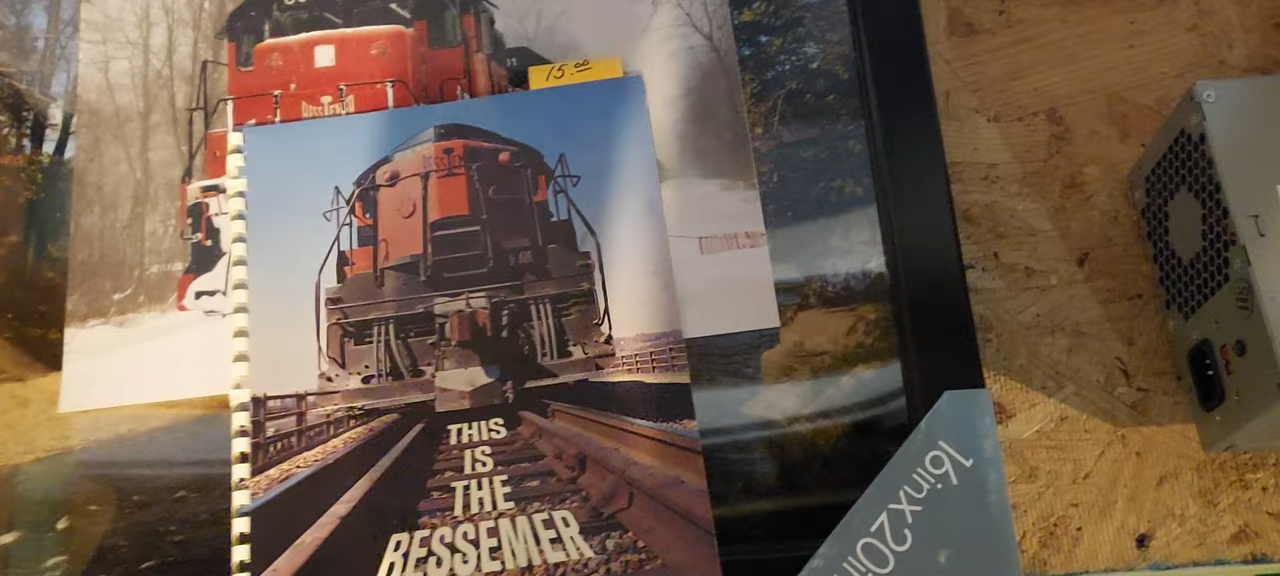 15.00
THIS
IS
THE
BESSEMER
16inx20in